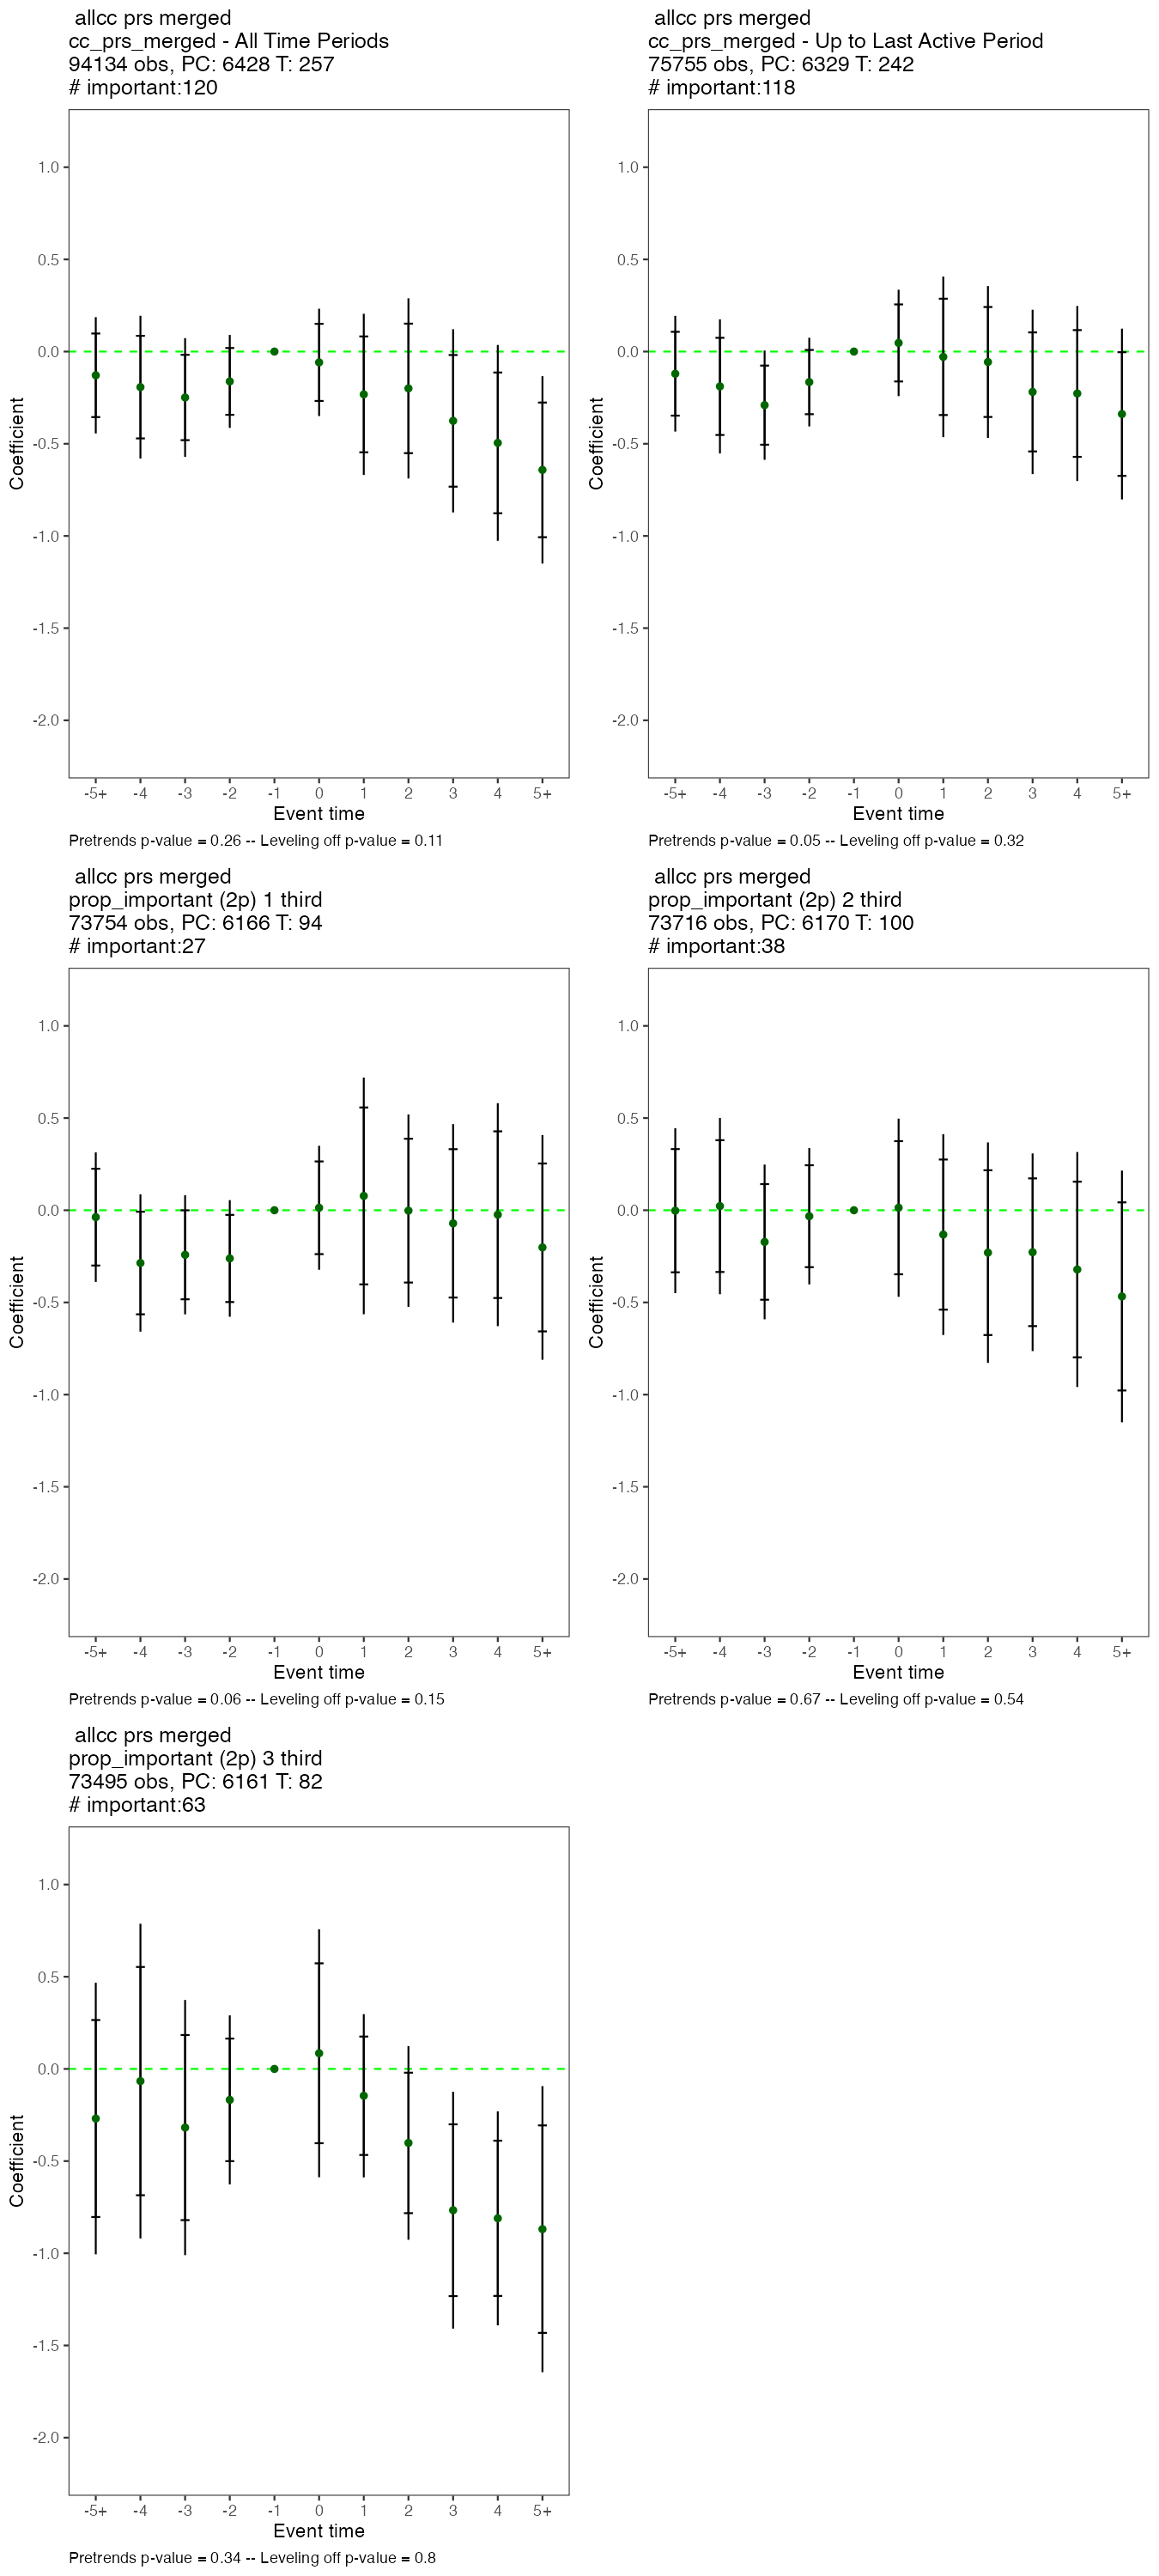 allcc prs merged
cc_prs_merged - All Time Periods
94134 obs, PC: 6428 T: 257
# important:120
1.0
0.5
0.0
-0.5
-1.0
-1.5
-2.0
Coefficient
-5+ -4 -3 -2 -1 0 1 2 3 4 5+
Event time
Pretrends p-value = 0.26 -- Leveling off p-value = 0.11
allcc prs merged
cc_prs_merged - Up to Last Active Period
75755 obs, PC: 6329 T: 242
# important:118
1.0
0.5
0.0
-0.5
-1.0
-1.5
-2.0
Coefficient
-5+ -4 -3 -2 -1 0 1 2 3 4 5+
Event time
Pretrends p-value = 0.05 -- Leveling off p-value = 0.32
allcc prs merged
prop_important (2p) 1 third
73754 obs, PC: 6166 T: 94
# important:27
1.0
0.5
0.0
-0.5
-1.0
-1.5
-2.0
Coefficient
-5+ -4 -3 -2 -1 0 1 2 3 4 5+
Event time
Pretrends p-value = 0.06 -- Leveling off p-value = 0.15
allcc prs merged
prop_important (2p) 2 third
73716 obs, PC: 6170 T: 100
# important:38
1.0
0.5
0.0
-0.5
-1.0
-1.5
-2.0
Coefficient
-5+ -4 -3 -2 -1 0 1 2 3 4 5+
Event time
Pretrends p-value = 0.67 -- Leveling off p-value = 0.54
allcc prs merged
prop_important (2p) 3 third
73495 obs, PC: 6161 T: 82
# important:63
1.0
0.5
0.0
-0.5
-1.0
-1.5
-2.0
Coefficient
-5+ -4 -3 -2 -1 0 1 2 3 4 5+
Event time
Pretrends p-value = 0.34 -- Leveling off p-value = 0.8